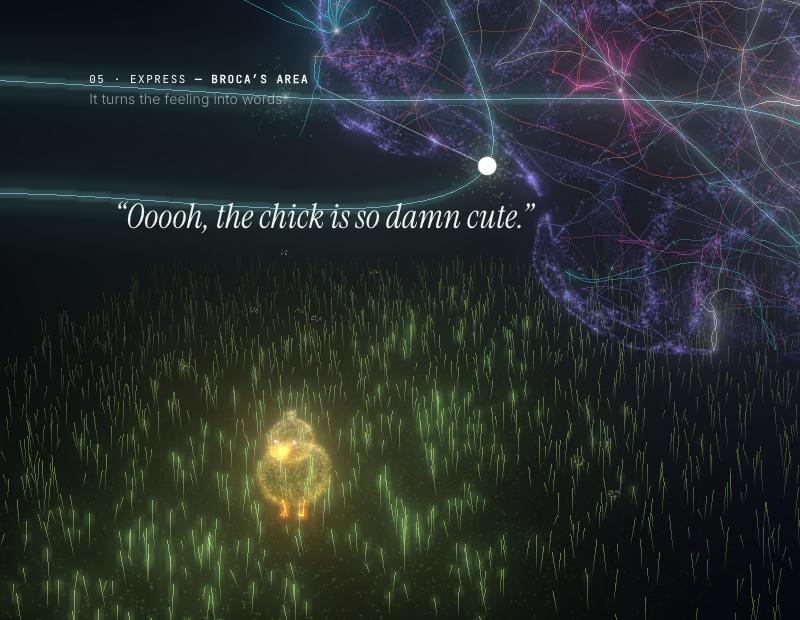 05 · EXPRESS — BROCA’S AREA
It turns the feeling into words.
“Ooooh, the chick is so damn cute.”